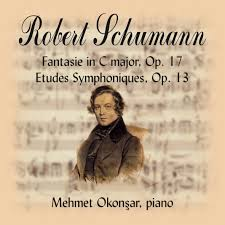 Robert Schumann
Fantasie in C major, Op. 17
Etudes Symphoniques, Op. 13
Mehmet Okonşar, piano